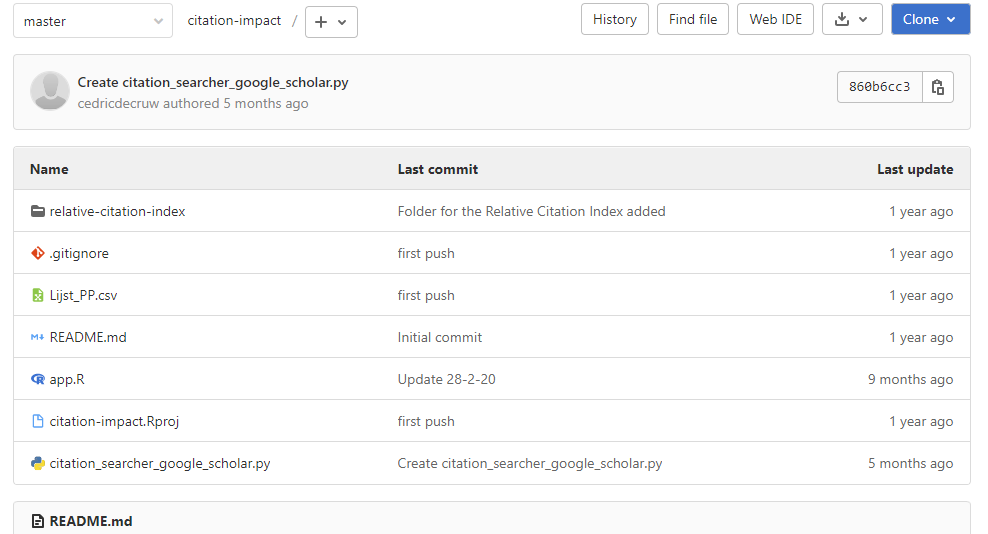 master citation-impact / + History Find file Web IDE Clone
Create citation_searcher_google_scholar.py
cedricdecruw authored 5 months ago 860b6cc3
Name Last commit Last update
relative-citation-index Folder for the Relative Citation Index added 1 year ago
.gitignore first push 1 year ago
Lijst_PP.csv first push 1 year ago
README.md Initial commit 1 year ago
app.R Update 28-2-20 9 months ago
citation-impact.Rproj first push 1 year ago
citation_searcher_google_scholar.py Create citation_searcher_google_scholar.py 5 months ago
README.md